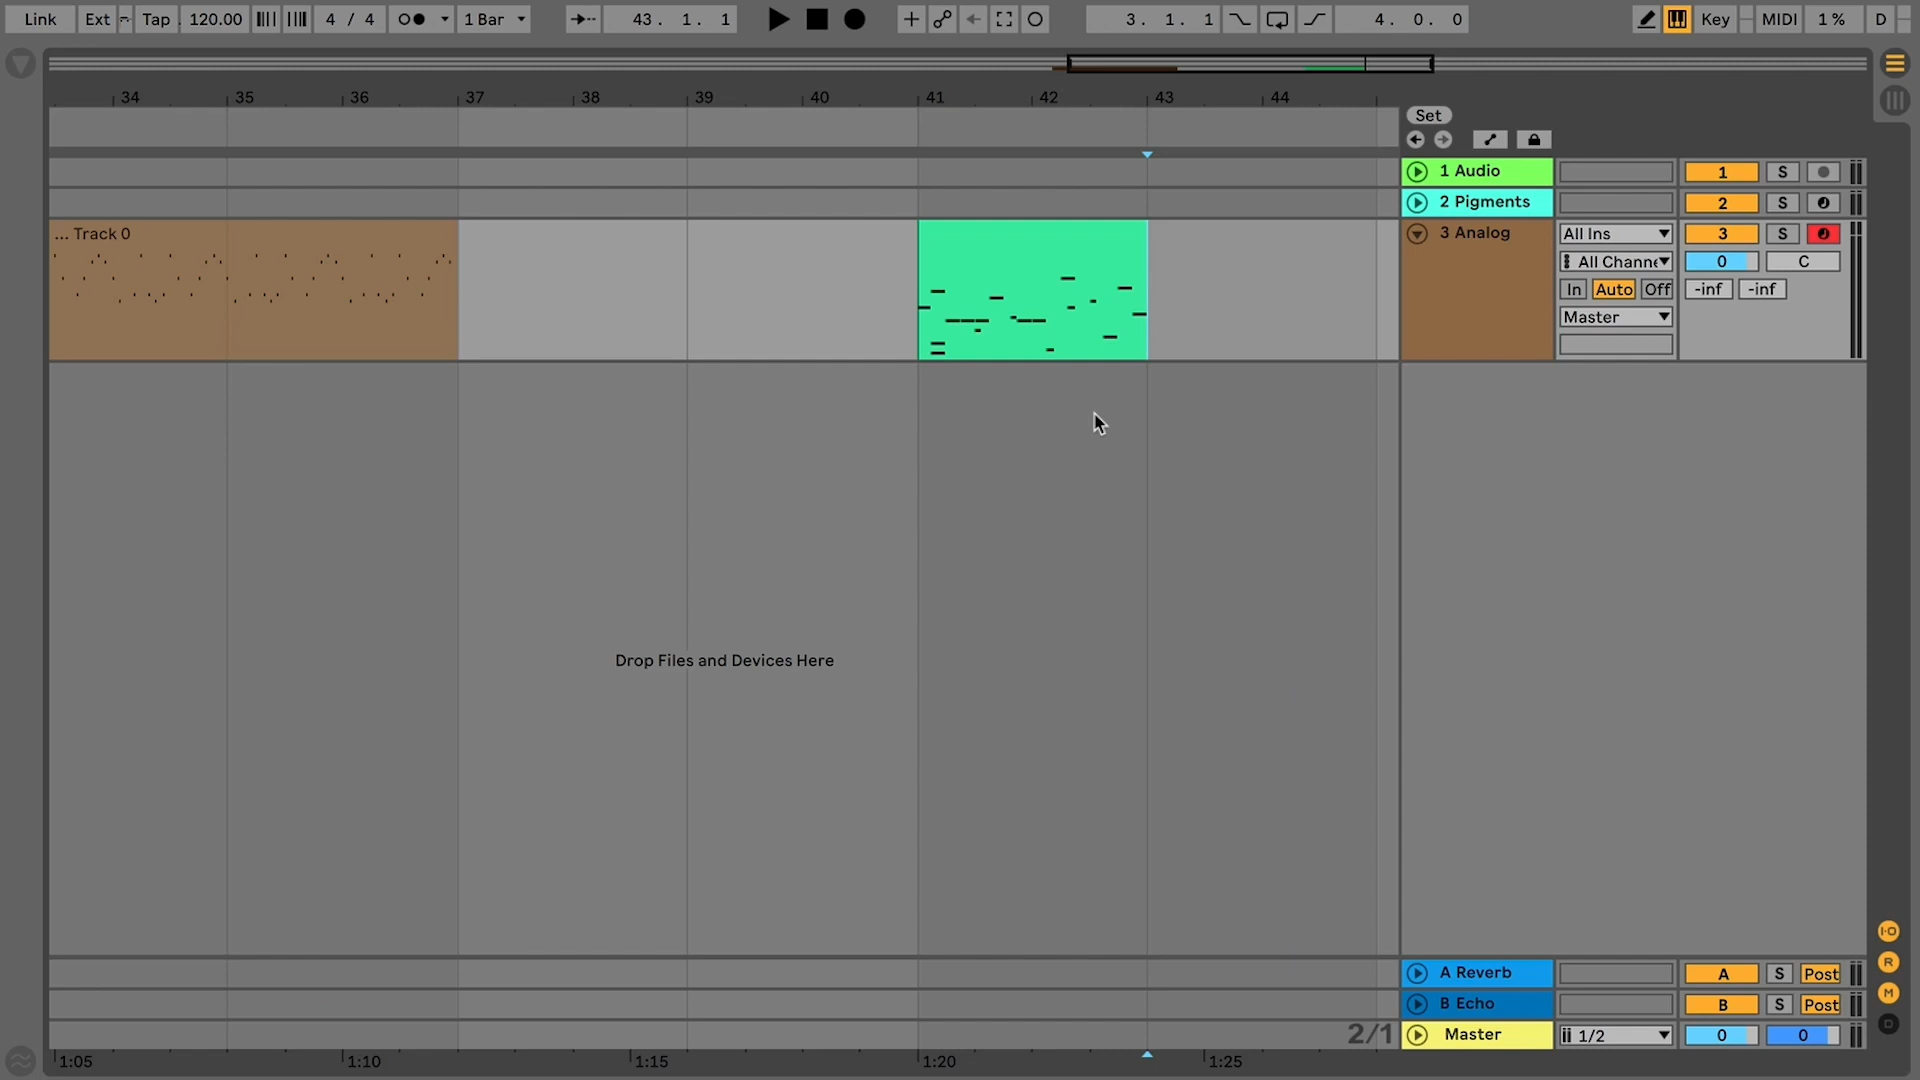 Link Ext Tap 120.00 4 / 4 1 Bar 43. 1. 1 3. 1. 1 4. 0. 0 Key MIDI 1 % D
34 35 36 37 38 39 40 41 42 43 44
Set
1 Audio 1 S
2 Pigments 2 S
... Track 0
3 Analog All Ins 3 S
All Channe 0 C
In Auto Off -inf -inf
Master
Drop Files and Devices Here
I·O
R
M
D
A Reverb A S Post
B Echo B S Post
2/1 Master 1/2 0 0
1:05 1:10 1:15 1:20 1:25